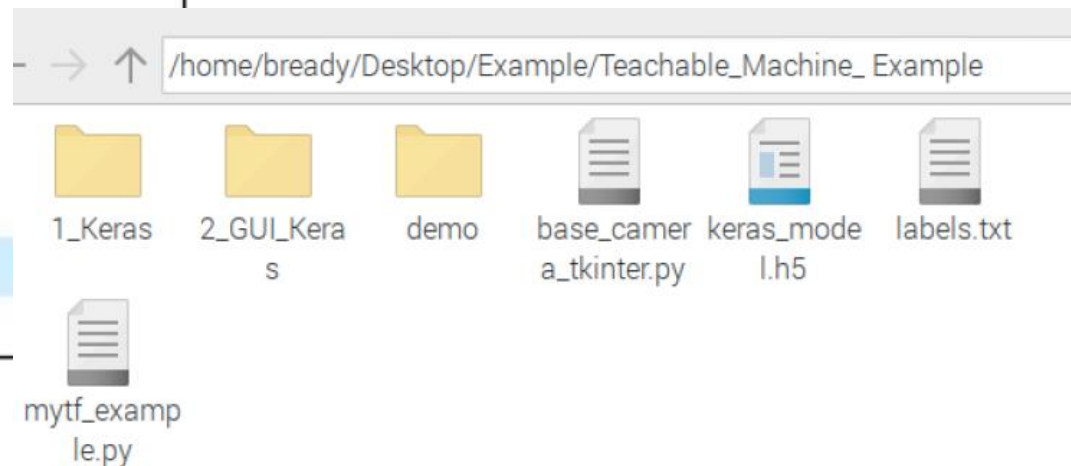 /home/bready/Desktop/Example/Teachable_Machine_ Example
1_Keras
2_GUI_Kera
s
demo
base_camer
a_tkinter.py
keras_mode
l.h5
labels.txt
mytf_examp
le.py